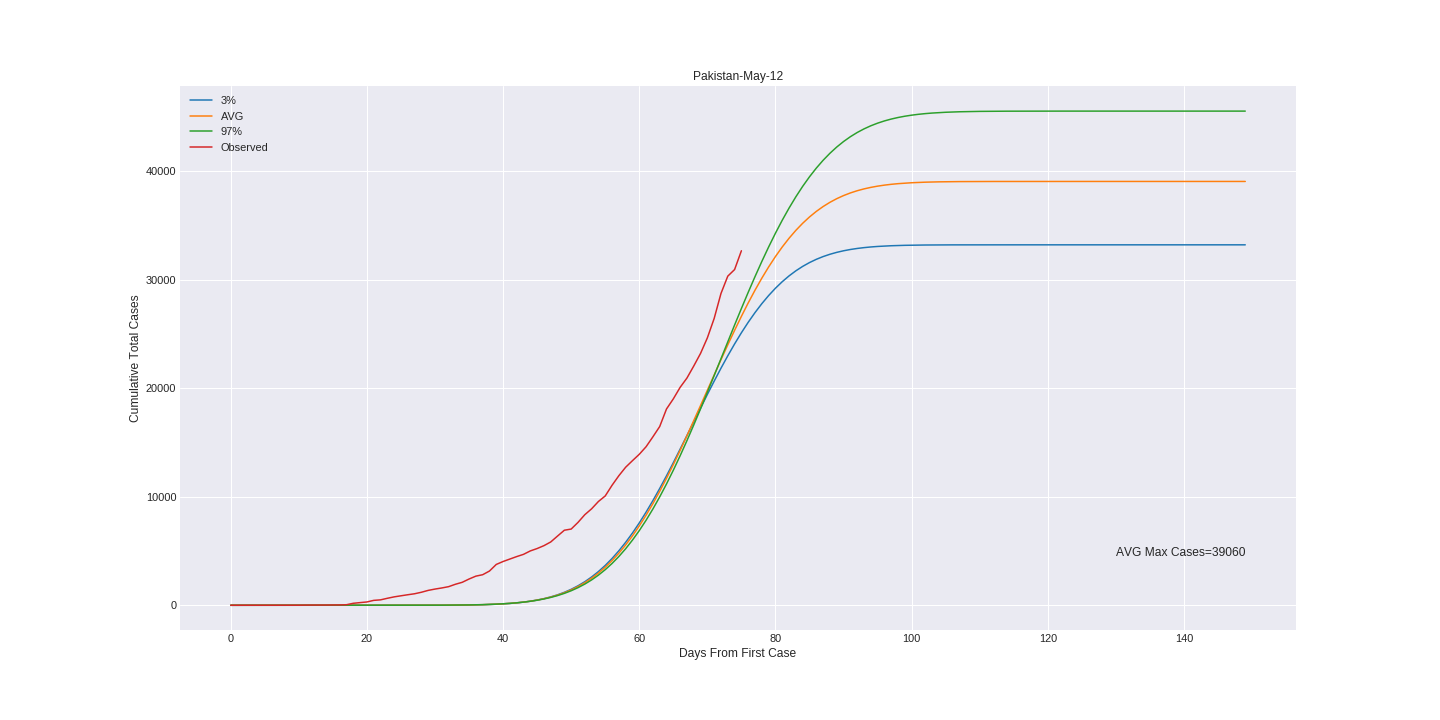 Pakistan-May-12
3%
AVG
97%
Observed
40000
30000
20000
10000
0
Cumulative Total Cases
AVG Max Cases=39060
0 20 40 60 80 100 120 140
Days From First Case